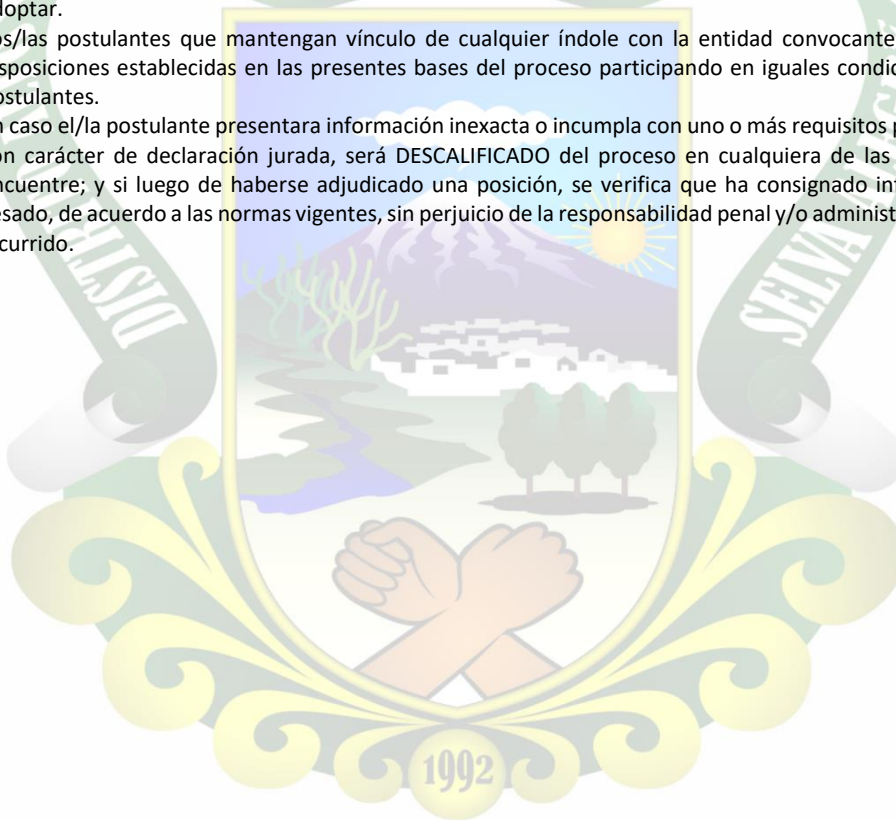 doptar.
os/las postulantes que mantengan vínculo de cualquier índole con la entidad convocante
sposiciones establecidas en las presentes bases del proceso participando en iguales condic
ostulantes.
n caso el/la postulante presentara información inexacta o incumpla con uno o más requisitos p
on carácter de declaración jurada, será DESCALIFICADO del proceso en cualquiera de las
ncuentre; y si luego de haberse adjudicado una posición, se verifica que ha consignado in
esado, de acuerdo a las normas vigentes, sin perjuicio de la responsabilidad penal y/o administ
currido.
DISTR
SELVA ALEGRE
1992